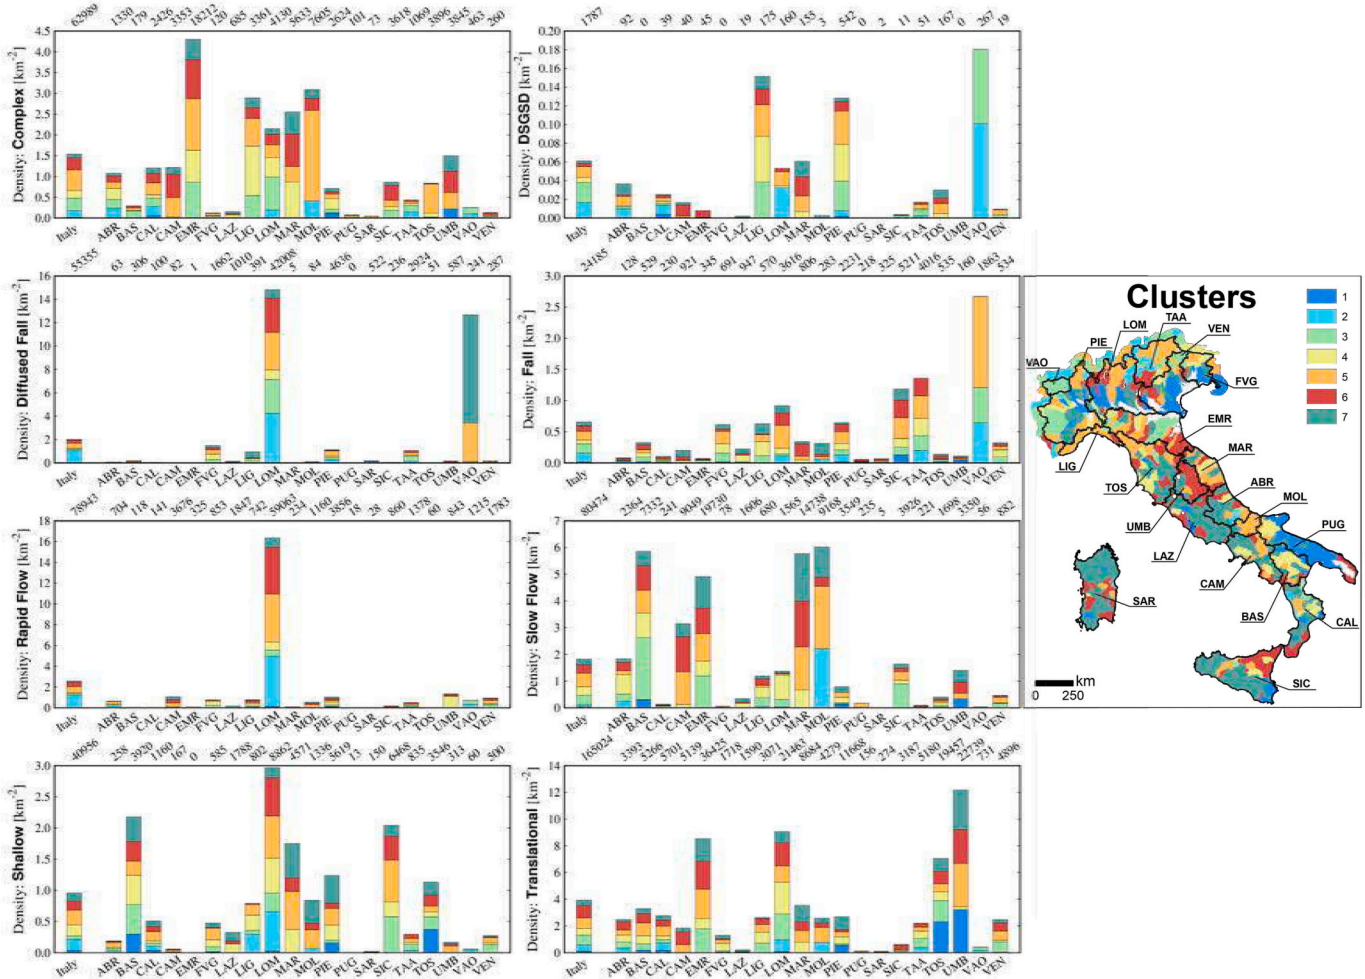 62989 1330 179 2426 3353 18212 120 685 3361 4130 5633 7605 2624 101 73 3618 1069 3896 3845 463 260
Density: Complex [km-2]
4.5
4.0
3.5
3.0
2.5
2.0
1.5
1.0
0.5
0.0
Italy ABR BAS CAL CAM EMR FVG LAZ LIG LOM MAR MOL PIE PUG SAR SIC TAA TOS UMB VAO VEN
1787 92 0 39 40 45 0 19 175 160 155 3 542 0 2 11 51 167 0 267 19
Density: DSGSD [km-2]
0.20
0.18
0.16
0.14
0.12
0.10
0.08
0.06
0.04
0.02
0.00
Italy ABR BAS CAL CAM EMR FVG LAZ LIG LOM MAR MOL PIE PUG SAR SIC TAA TOS UMB VAO VEN
55355 63 306 100 82 1 1662 1010 391 42008 5 84 4636 0 522 236 2924 51 587 241 287
Density: Diffused Fall [km-2]
16
14
12
10
8
6
4
2
0
Italy ABR BAS CAL CAM EMR FVG LAZ LIG LOM MAR MOL PIE PUG SAR SIC TAA TOS UMB VAO VEN
24185 128 529 230 921 345 691 947 570 3616 806 283 2231 218 325 5211 4016 535 160 1863 534
Density: Fall [km-2]
3.0
2.5
2.0
1.5
1.0
0.5
0.0
Italy ABR BAS CAL CAM EMR FVG LAZ LIG LOM MAR MOL PIE PUG SAR SIC TAA TOS UMB VAO VEN
78943 704 118 141 3676 325 853 1847 742 59063 234 1160 3856 18 28 860 1378 60 843 1215 1783
Density: Rapid Flow [km-2]
18
16
14
12
10
8
6
4
2
0
Italy ABR BAS CAL CAM EMR FVG LAZ LIG LOM MAR MOL PIE PUG SAR SIC TAA TOS UMB VAO VEN
80474 2264 7332 241 9049 19730 78 1606 680 1565 14738 9168 3549 235 5 3926 221 1698 3350 56 582
Density: Slow Flow [km-2]
7
6
5
4
3
2
1
0
Italy ABR BAS CAL CAM EMR FVG LAZ LIG LOM MAR MOL PIE PUG SAR SIC TAA TOS UMB VAO VEN
40956 258 3920 1160 167 0 585 1788 802 8862 4571 1336 5619 13 150 6468 835 3546 313 60 500
Density: Shallow [km-2]
3.0
2.5
2.0
1.5
1.0
0.5
0.0
Italy ABR BAS CAL CAM EMR FVG LAZ LIG LOM MAR MOL PIE PUG SAR SIC TAA TOS UMB VAO VEN
165024 3393 3266 5701 5139 36425 1718 1590 3071 21463 8684 4279 11668 156 274 3187 5180 19457 22739 731 4896
Density: Translational [km-2]
14
12
10
8
6
4
2
0
Italy ABR BAS CAL CAM EMR FVG LAZ LIG LOM MAR MOL PIE PUG SAR SIC TAA TOS UMB VAO VEN
Clusters
1
2
3
4
5
6
7
TAA
LOM
VEN
PIE
VAO
FVG
EMR
MAR
LIG
TOS
ABR
MOL
UMB
PUG
LAZ
CAM
SAR
BAS
CAL
SIC
km
0 250